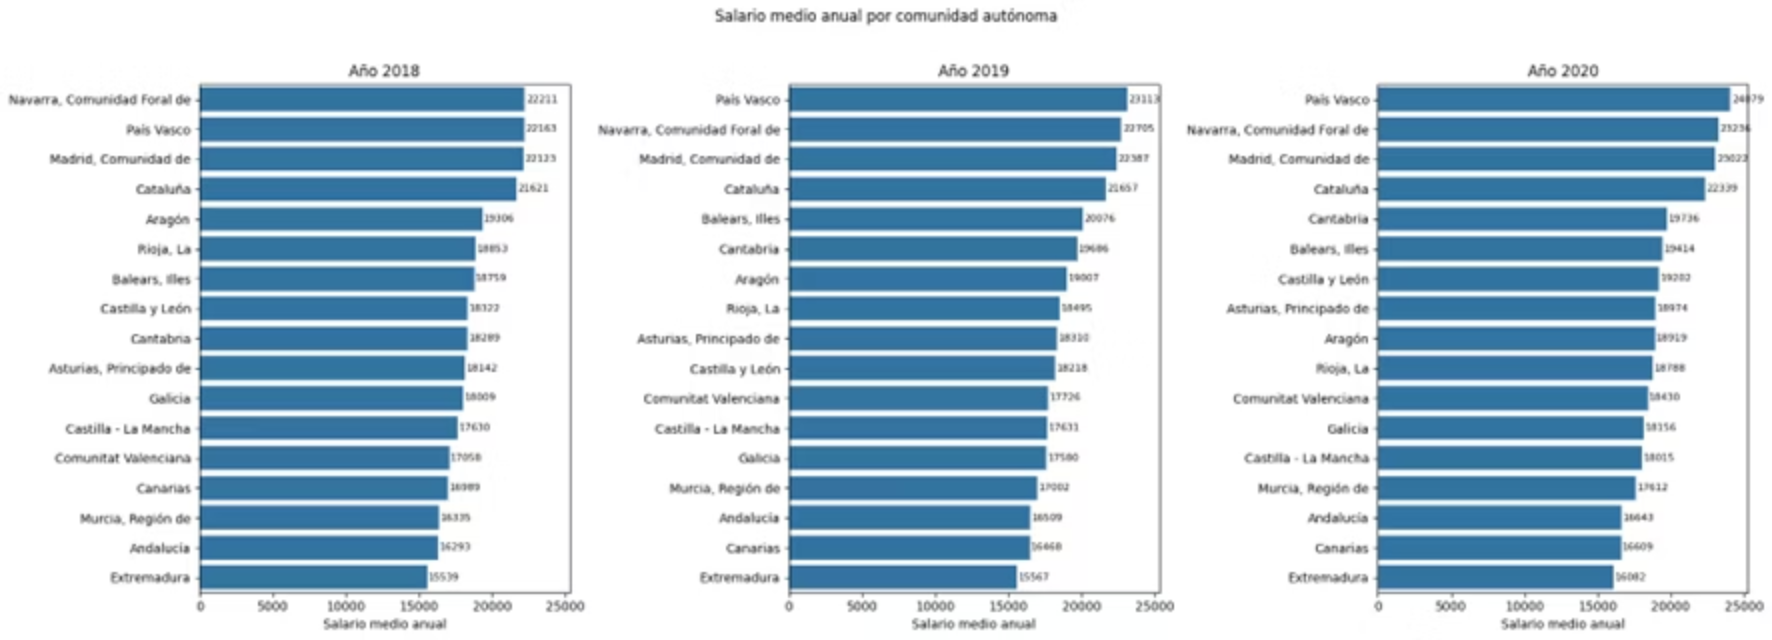 Salario medio anual por comunidad autónoma
Año 2018
Navarra, Comunidad Foral de 22211
País Vasco 22163
Madrid, Comunidad de 22123
Cataluña 21621
Aragón 19306
Rioja, La 18853
Balears, Illes 18759
Castilla y León 18322
Cantabria 18289
Asturias, Principado de 18142
Galicia 18009
Castilla - La Mancha 17630
Comunitat Valenciana 17058
Canarias 16989
Murcia, Región de 16335
Andalucía 16293
Extremadura 15539
0 5000 10000 15000 20000 25000
Salario medio anual
Año 2019
País Vasco 23113
Navarra, Comunidad Foral de 22705
Madrid, Comunidad de 22387
Cataluña 21657
Balears, Illes 20076
Cantabria 19686
Aragón 19007
Rioja, La 18495
Asturias, Principado de 18310
Castilla y León 18218
Comunitat Valenciana 17726
Castilla - La Mancha 17631
Galicia 17580
Murcia, Región de 17002
Andalucía 16509
Canarias 16468
Extremadura 15567
0 5000 10000 15000 20000 25000
Salario medio anual
Año 2020
País Vasco 24079
Navarra, Comunidad Foral de 23236
Madrid, Comunidad de 23022
Cataluña 22339
Cantabria 19736
Balears, Illes 19414
Castilla y León 19202
Asturias, Principado de 18974
Aragón 18919
Rioja, La 18788
Comunitat Valenciana 18430
Galicia 18156
Castilla - La Mancha 18015
Murcia, Región de 17612
Andalucía 16643
Canarias 16609
Extremadura 16082
0 5000 10000 15000 20000 25000
Salario medio anual